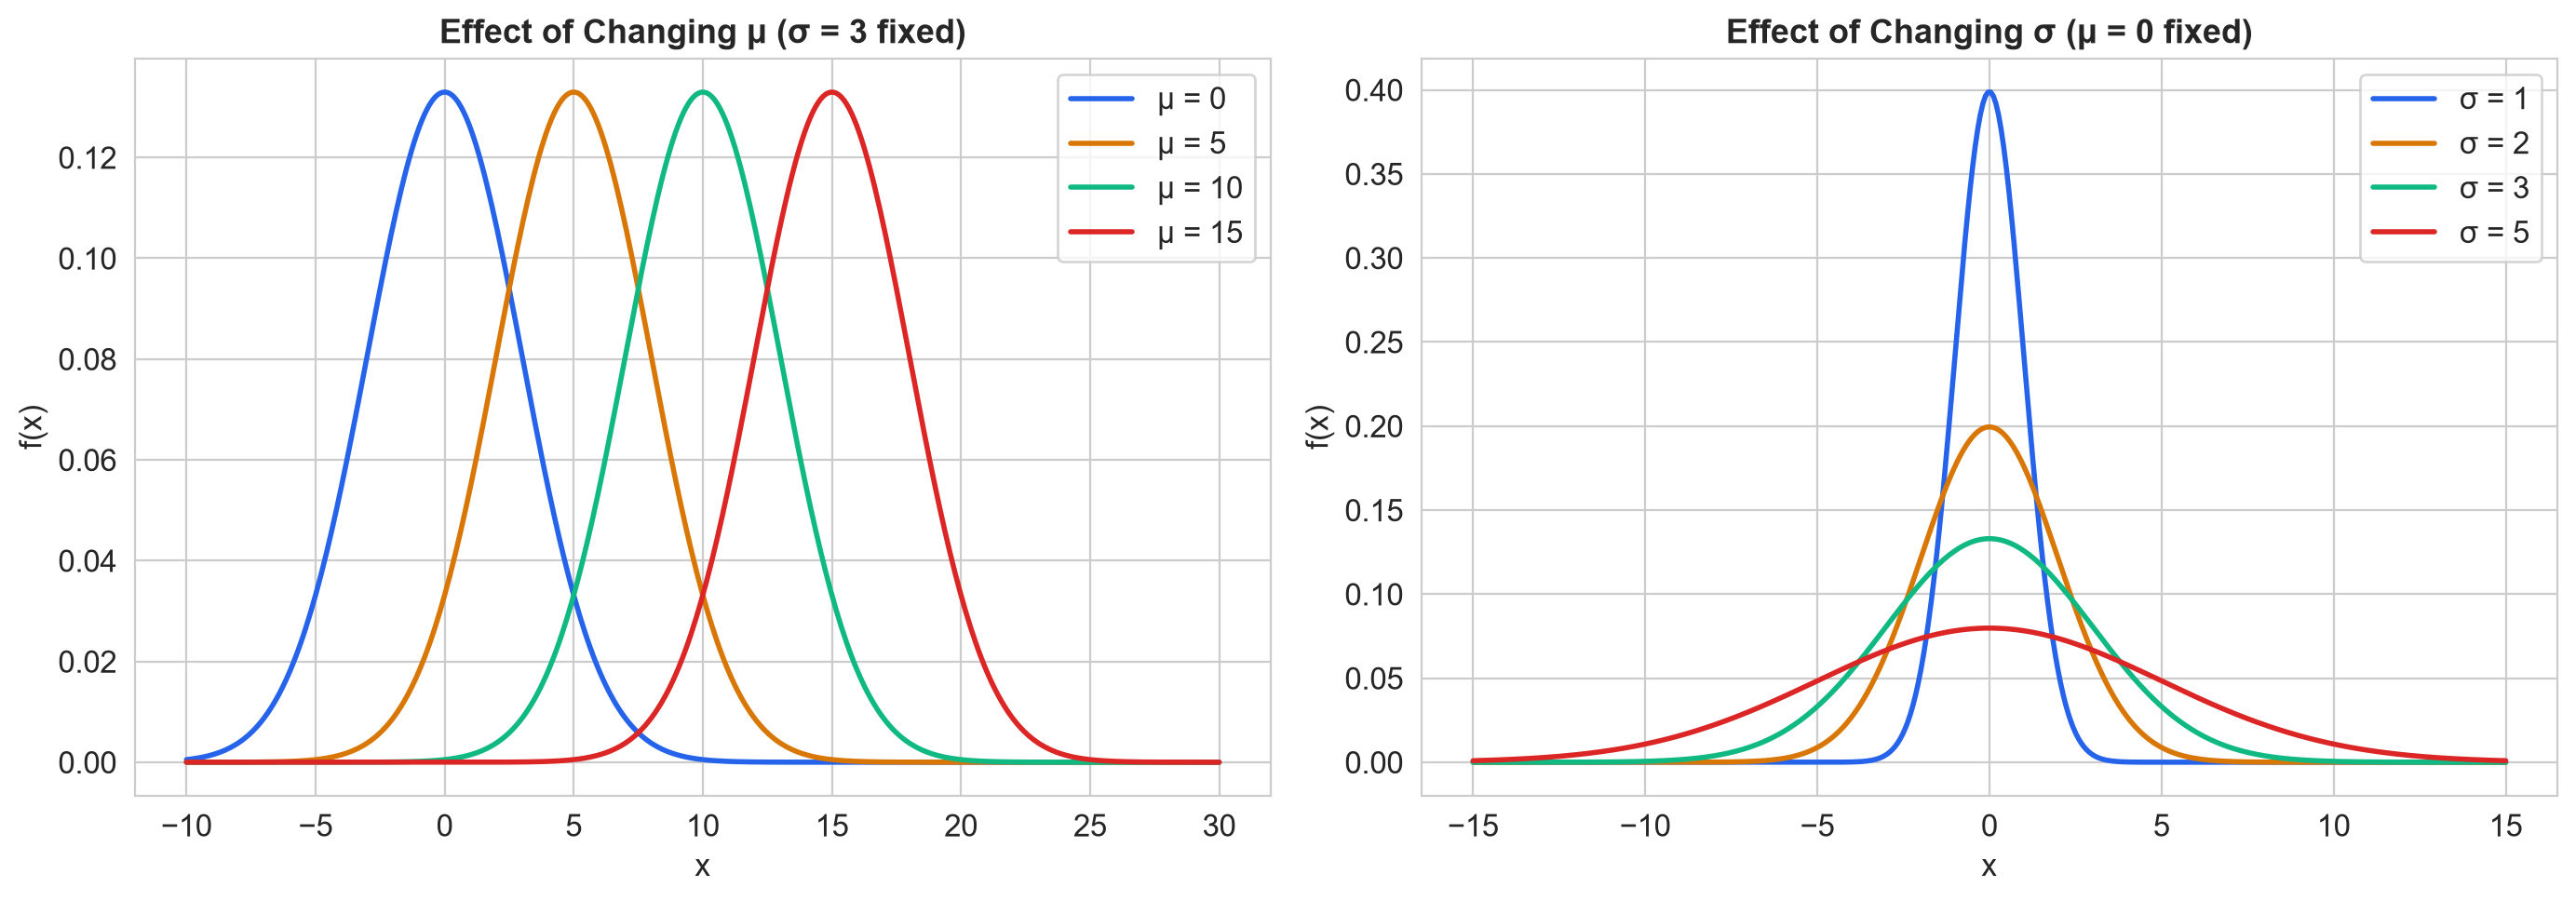 Effect of Changing μ (σ = 3 fixed)
f(x)
0.12
0.10
0.08
0.06
0.04
0.02
0.00
−10 −5 0 5 10 15 20 25 30
x
μ = 0
μ = 5
μ = 10
μ = 15
Effect of Changing σ (μ = 0 fixed)
f(x)
0.40
0.35
0.30
0.25
0.20
0.15
0.10
0.05
0.00
−15 −10 −5 0 5 10 15
x
σ = 1
σ = 2
σ = 3
σ = 5